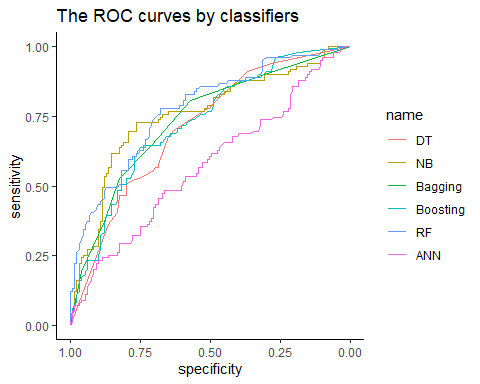 The ROC curves by classifiers
1.00
0.75
0.50
0.25
0.00
sensitivity
1.00 0.75 0.50 0.25 0.00
specificity
name
DT
NB
Bagging
Boosting
RF
ANN